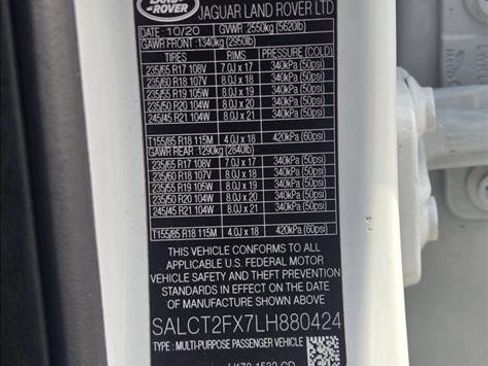 LAND-
ROVER
JAGUAR LAND ROVER LTD
DATE : 10/20 GVWR 2550kg (5620lb)
GAWR FRONT: 1340kg (2950lb)
TIRES RIMS PRESSURE (COLD)
235/65 R17 108V 7.0J x 17 340kPa (50psi)
235/60 R18 107V 8.0J x 18 340kPa (50psi)
235/55 R19 105W 8.0J x 19 340kPa (50psi)
235/50 R20 104W 8.0J x 20 340kPa (50psi)
245/45 R21 104W 8.0J x 21 340kPa (50psi)
T155/85 R18 115M 4.0J x 18 420kPa (60psi)
GAWR REAR: 1290kg (2840lb)
235/65 R17 108V 7.0J x 17 340kPa (50psi)
235/60 R18 107V 8.0J x 18 340kPa (50psi)
235/55 R19 105W 8.0J x 19 340kPa (50psi)
235/50 R20 104W 8.0J x 20 340kPa (50psi)
245/45 R21 104W 8.0J x 21 340kPa (50psi)
T155/85 R18 115M 4.0J x 18 420kPa (60psi)
THIS VEHICLE CONFORMS TO ALL
APPLICABLE U.S. FEDERAL MOTOR
VEHICLE SAFETY AND THEFT PREVENTION
STANDARDS IN EFFECT ON THE DATE
OF MANUFACTURE SHOWN ABOVE.
SALCT2FX7LH880424
TYPE : MULTI-PURPOSE PASSENGER VEHICLE